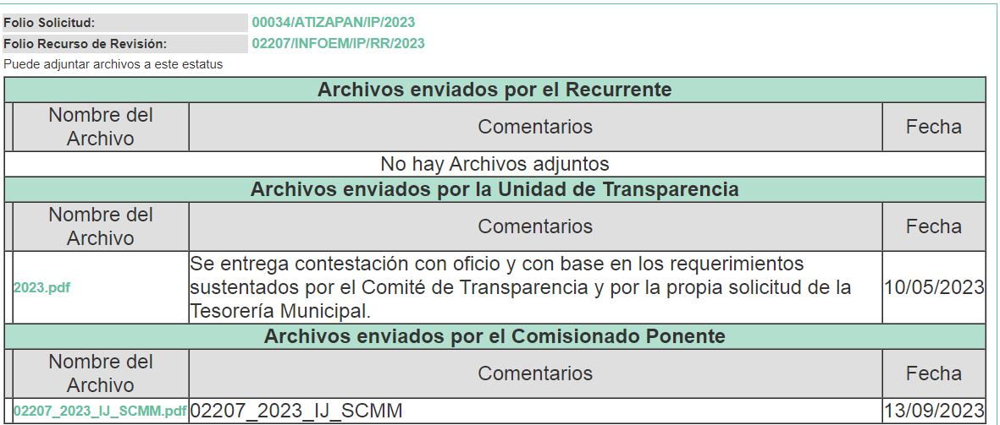 Folio Solicitud: 00034/ATIZAPAN/IP/2023
Folio Recurso de Revisión: 02207/INFOEM/IP/RR/2023
Puede adjuntar archivos a este estatus
Archivos enviados por el Recurrente
Nombre del
Archivo
Comentarios
Fecha
No hay Archivos adjuntos
Archivos enviados por la Unidad de Transparencia
Nombre del
Archivo
Comentarios
Fecha
2023.pdf
Se entrega contestación con oficio y con base en los requerimientos
sustentados por el Comité de Transparencia y por la propia solicitud de la
Tesorería Municipal.
10/05/2023
Archivos enviados por el Comisionado Ponente
Nombre del
Archivo
Comentarios
Fecha
02207_2023_IJ_SCMM.pdf
02207_2023_IJ_SCMM
13/09/2023